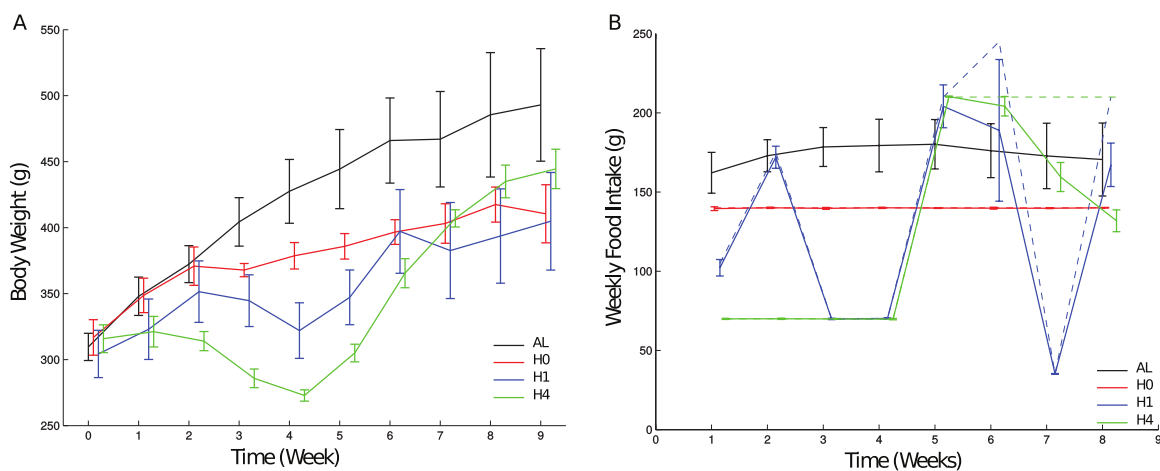 A
B
550
500
450
400
350
300
250
Body Weight (g)
0 1 2 3 4 5 6 7 8 9
Time (Week)
AL
H0
H1
H4
250
200
150
100
50
0
Weekly Food Intake (g)
0 1 2 3 4 5 6 7 8 9
Time (Weeks)
AL
H0
H1
H4